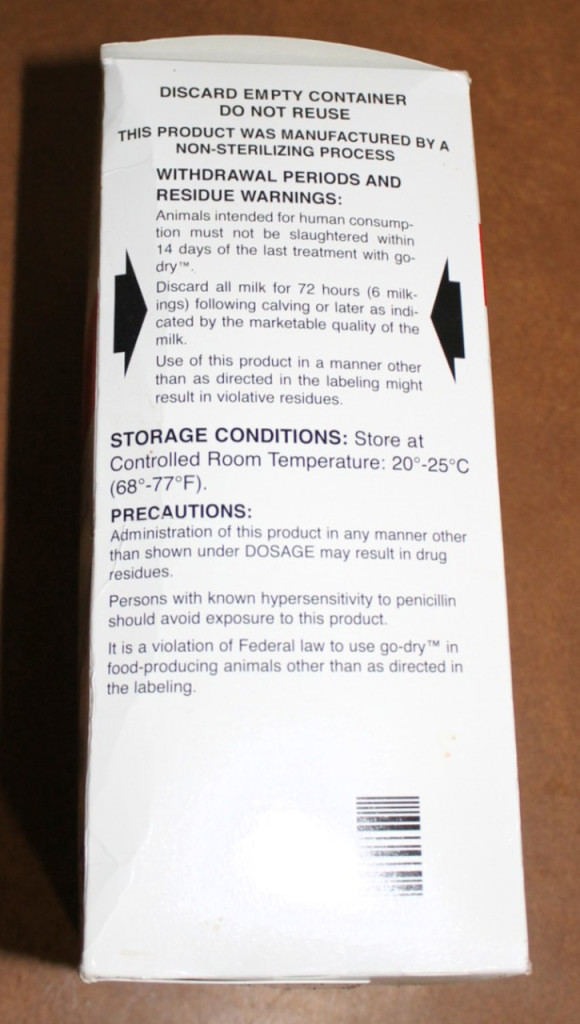 DISCARD EMPTY CONTAINER
DO NOT REUSE
THIS PRODUCT WAS MANUFACTURED BY A
NON-STERILIZING PROCESS
WITHDRAWAL PERIODS AND
RESIDUE WARNINGS:
Animals intended for human consump-
tion must not be slaughtered within
14 days of the last treatment with go-
dry™.
Discard all milk for 72 hours (6 milk-
ings) following calving or later as indi-
cated by the marketable quality of the
milk.
Use of this product in a manner other
than as directed in the labeling might
result in violative residues.
STORAGE CONDITIONS: Store at
Controlled Room Temperature: 20°-25°C
(68°-77°F).
PRECAUTIONS:
Administration of this product in any manner other
than shown under DOSAGE may result in drug
residues.
Persons with known hypersensitivity to penicillin
should avoid exposure to this product.
It is a violation of Federal law to use go-dry™ in
food-producing animals other than as directed in
the labeling.